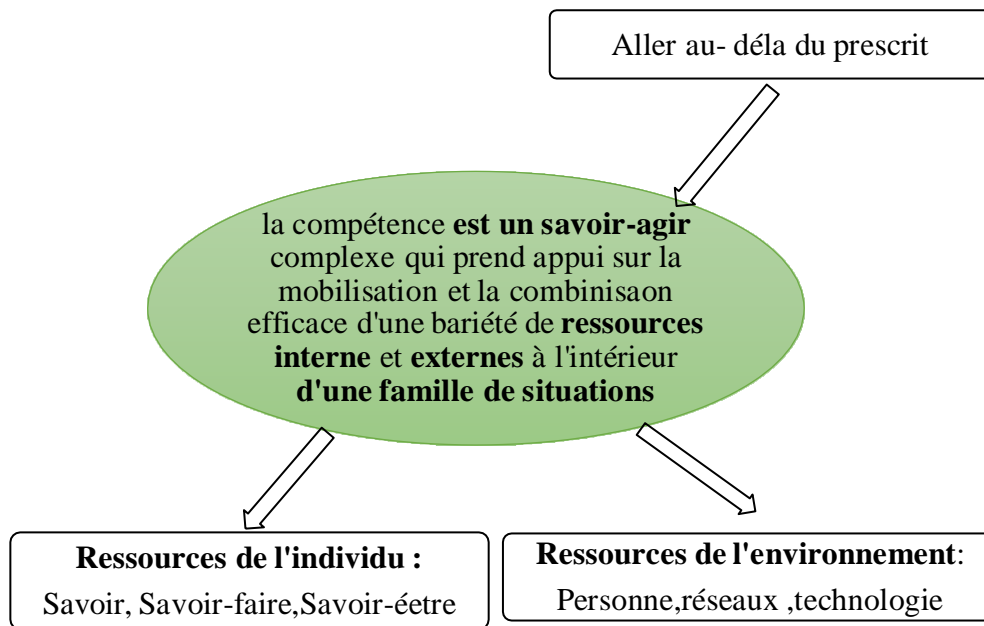 Aller au- déla du prescrit
la compétence est un savoir-agir
complexe qui prend appui sur la
mobilisation et la combinisaon
efficace d'une bariété de ressources
interne et externes à l'intérieur
d'une famille de situations
Ressources de l'individu :
Savoir, Savoir-faire,Savoir-éetre
Ressources de l'environnement:
Personne,réseaux ,technologie